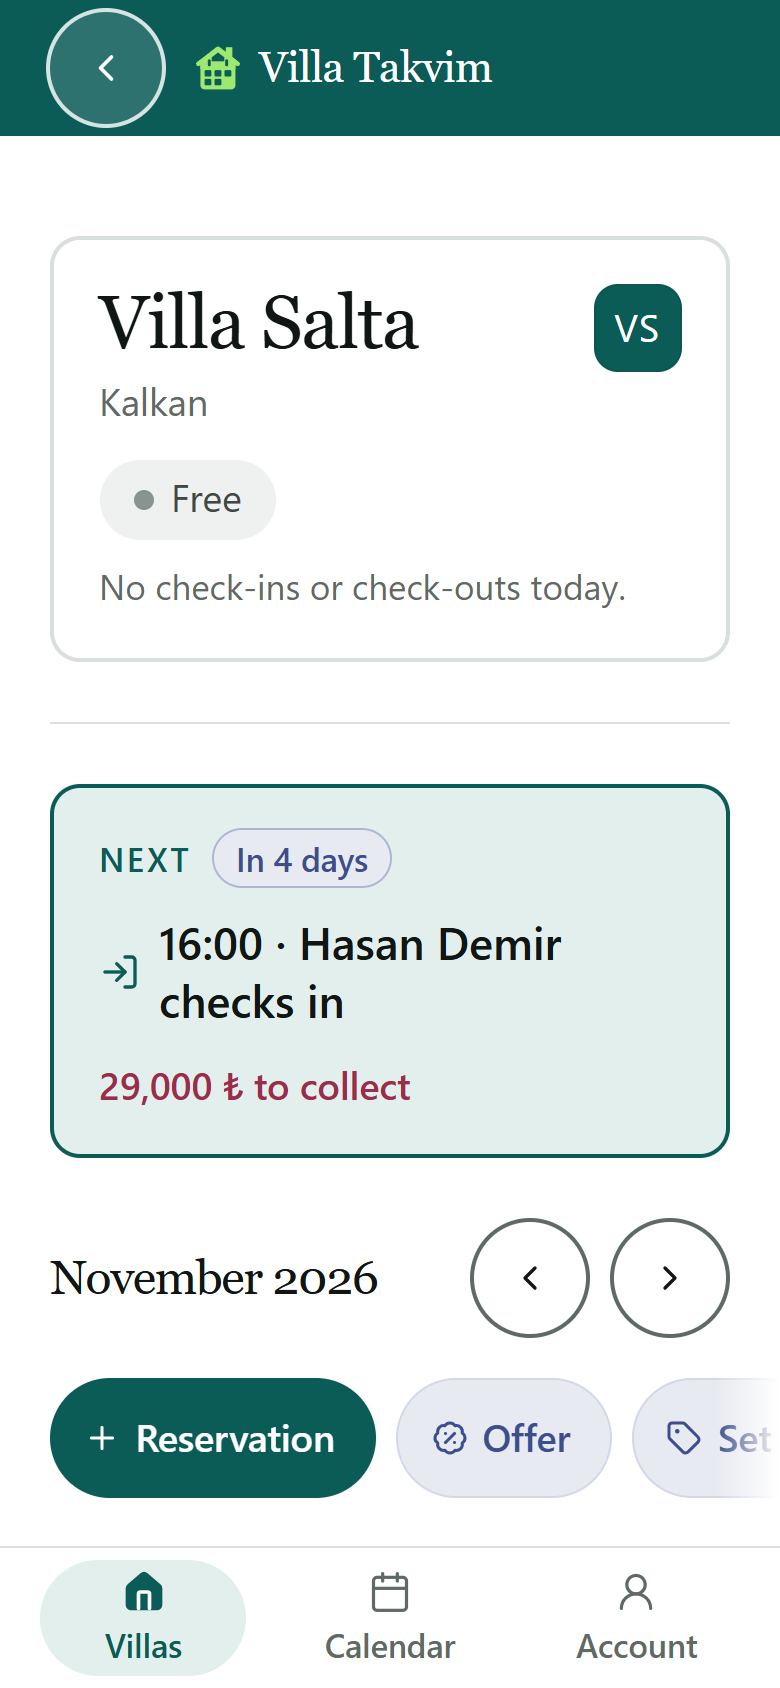 Villa Takvim
Villa Salta
VS
Kalkan
Free
No check-ins or check-outs today.
NEXT
In 4 days
16:00 · Hasan Demir
checks in
29,000 ₺ to collect
November 2026
Reservation
Offer
Set
Villas
Calendar
Account